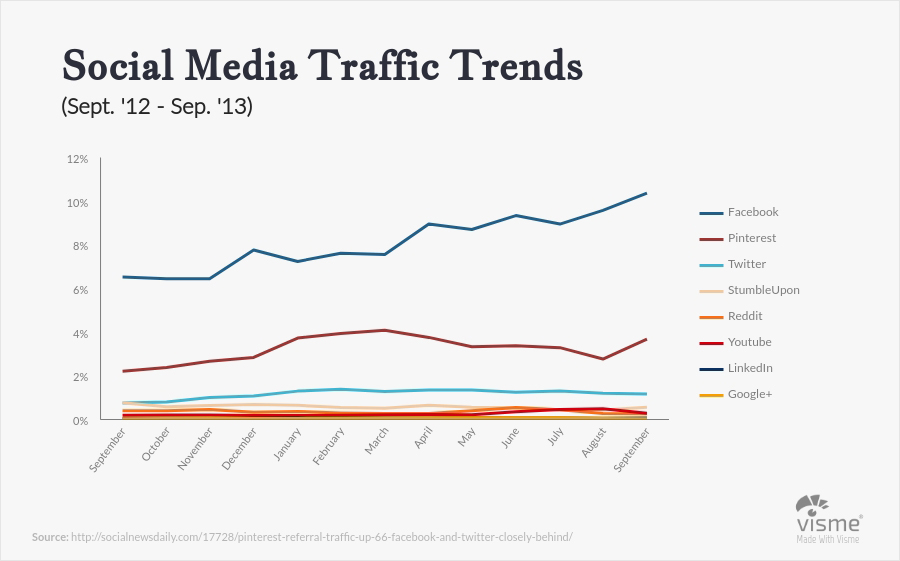 Social Media Traffic Trends
(Sept. '12 - Sep. '13)
12%
10%
8%
6%
4%
2%
0%
September
October
November
December
January
February
March
April
May
June
July
August
September
Facebook
Pinterest
Twitter
StumbleUpon
Reddit
Youtube
LinkedIn
Google+
Source: http://socialnewsdaily.com/17728/pinterest-referral-traffic-up-66-facebook-and-twitter-closely-behind/
visme®
Made With Visme